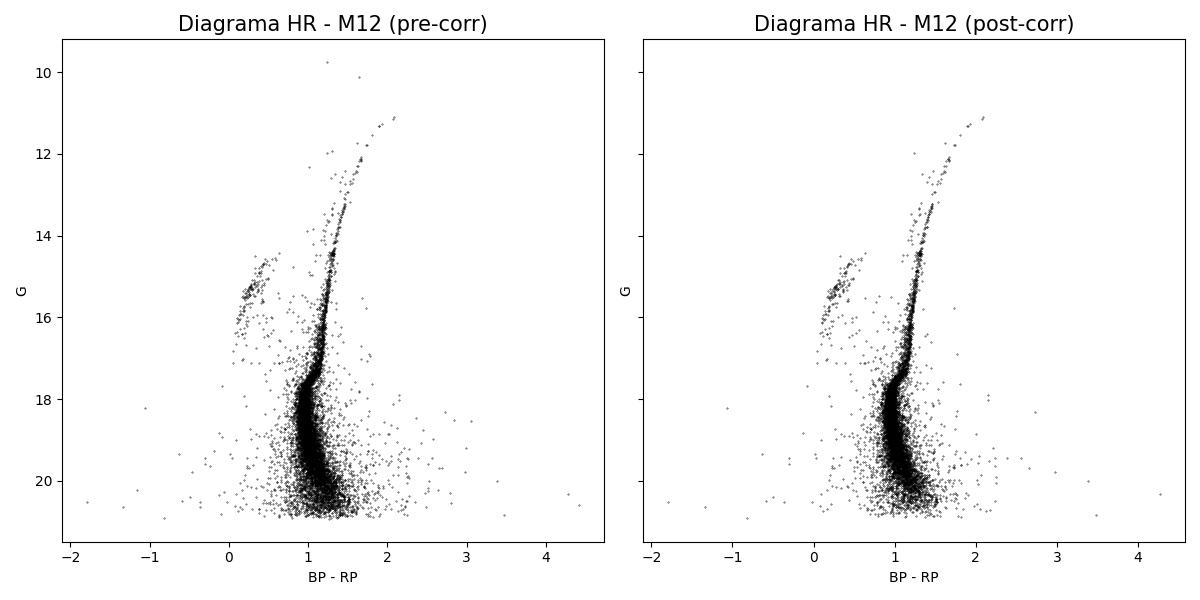 Diagrama HR - M12 (pre-corr)
Diagrama HR - M12 (post-corr)
10
12
14
16
18
20
G
G
−2 −1 0 1 2 3 4
−2 −1 0 1 2 3 4
BP - RP
BP - RP